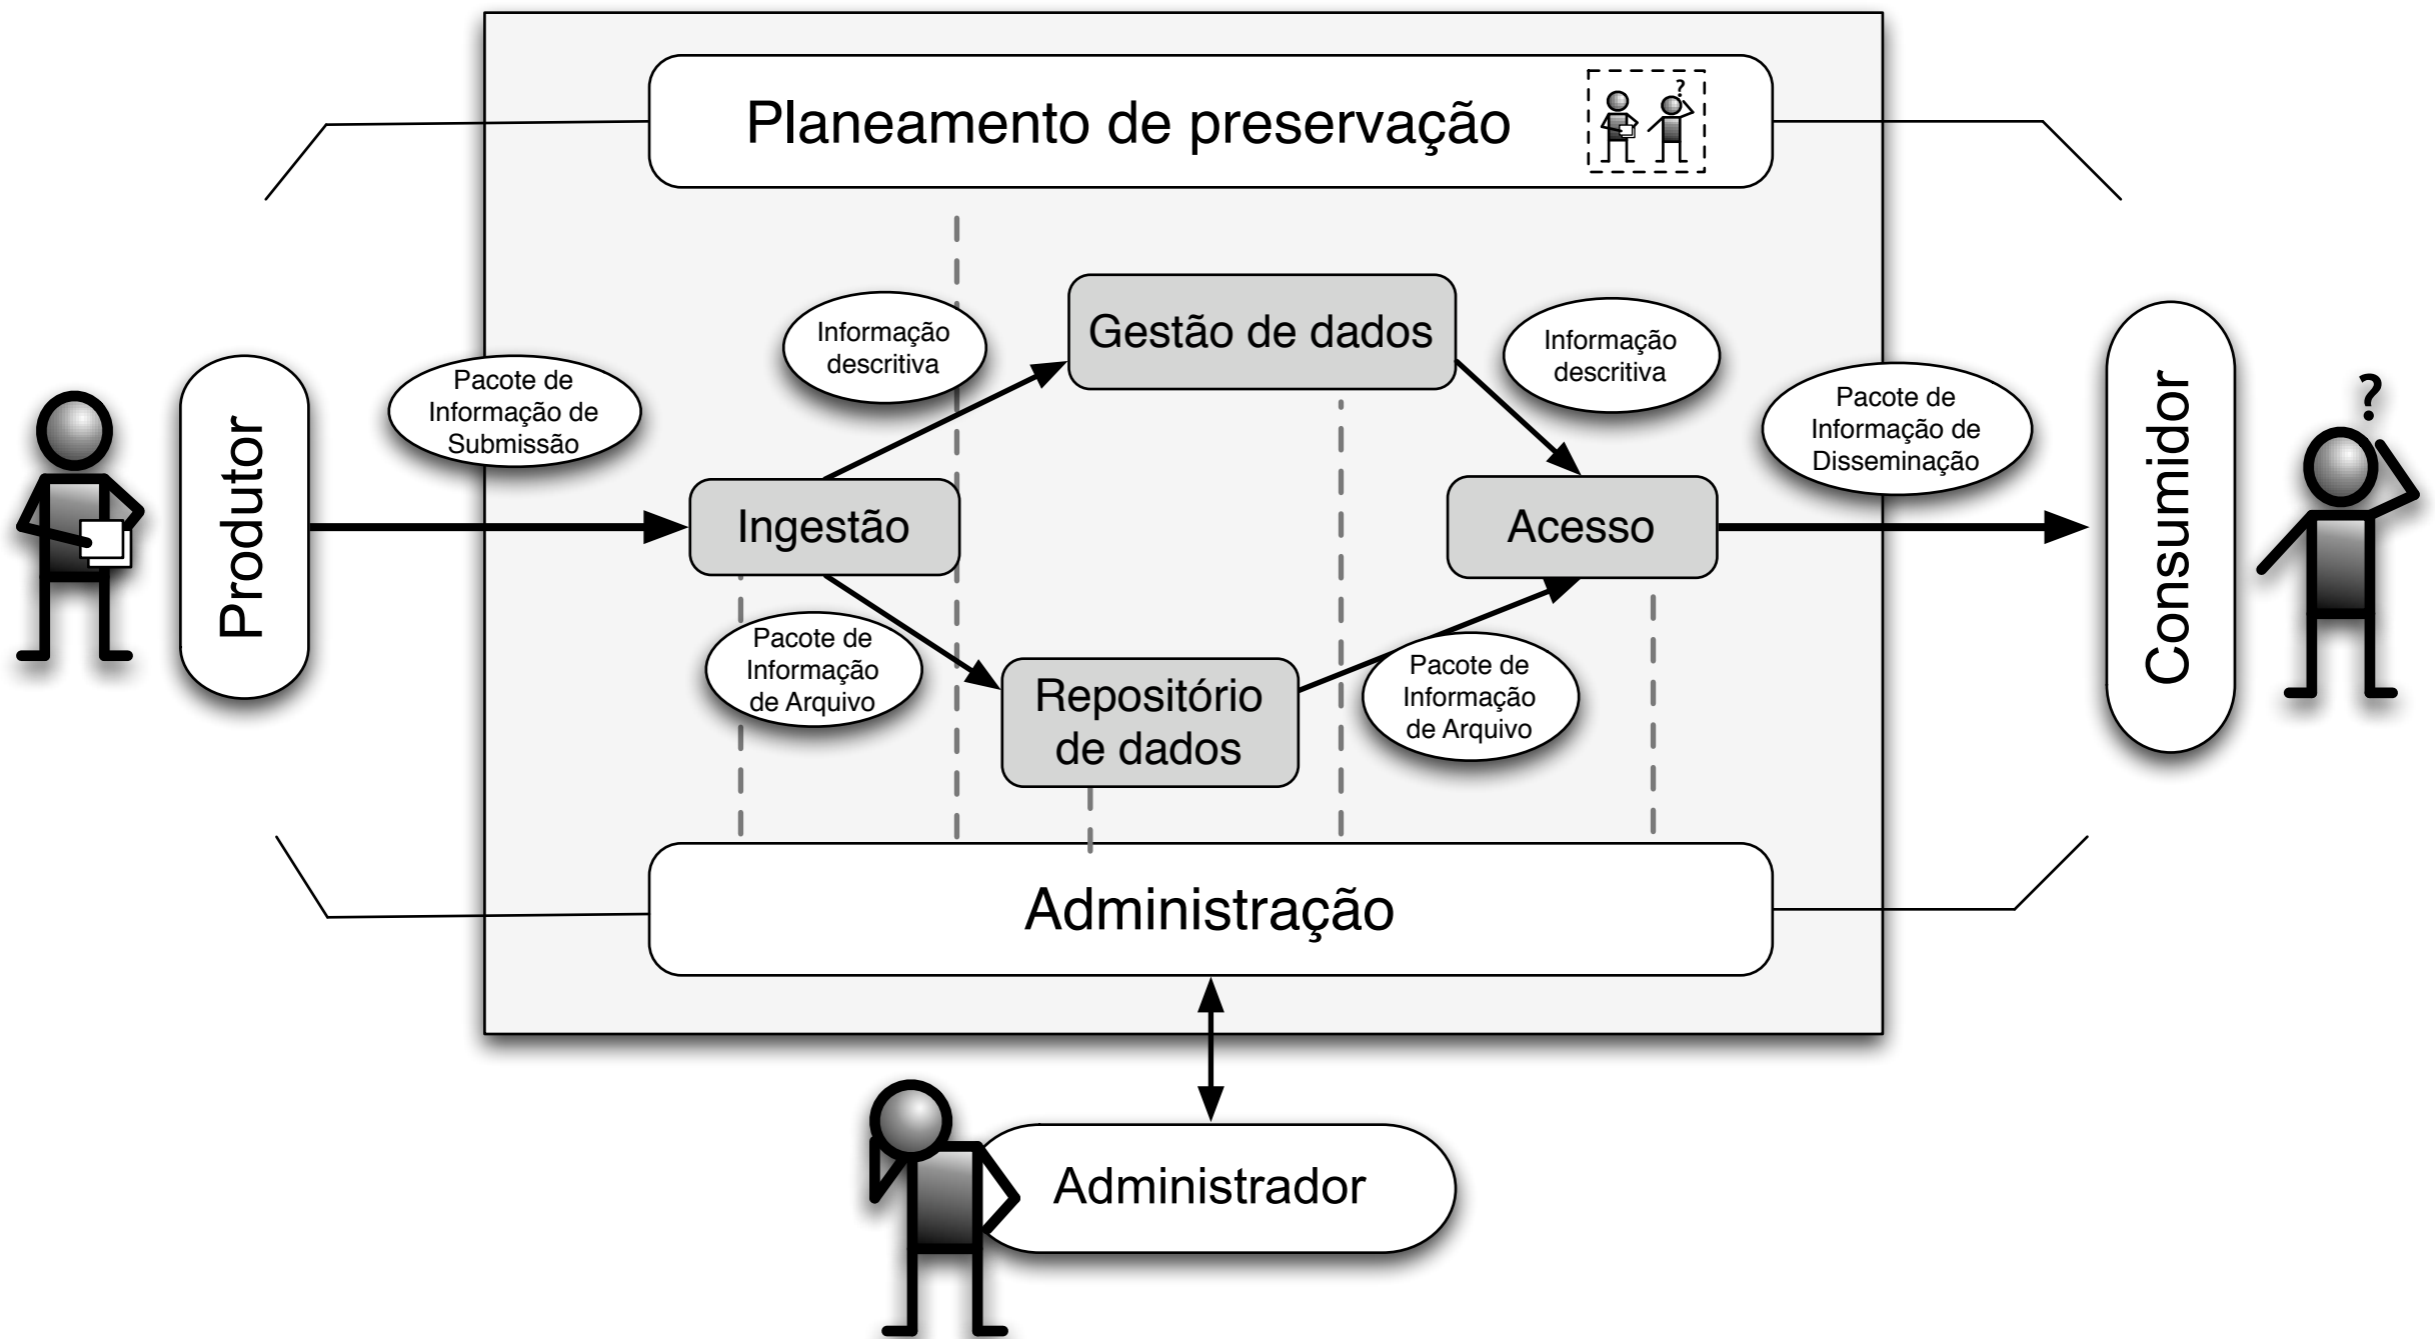 Planeamento de preservação
?
Gestão de dados
Informação
descritiva
Informação
descritiva
Pacote de
Informação de
Submissão
Pacote de
Informação de
Disseminação
Produtor
Ingestão
Acesso
Consumidor
?
Pacote de
Informação
de Arquivo
Repositório
de dados
Pacote de
Informação
de Arquivo
Administração
Administrador